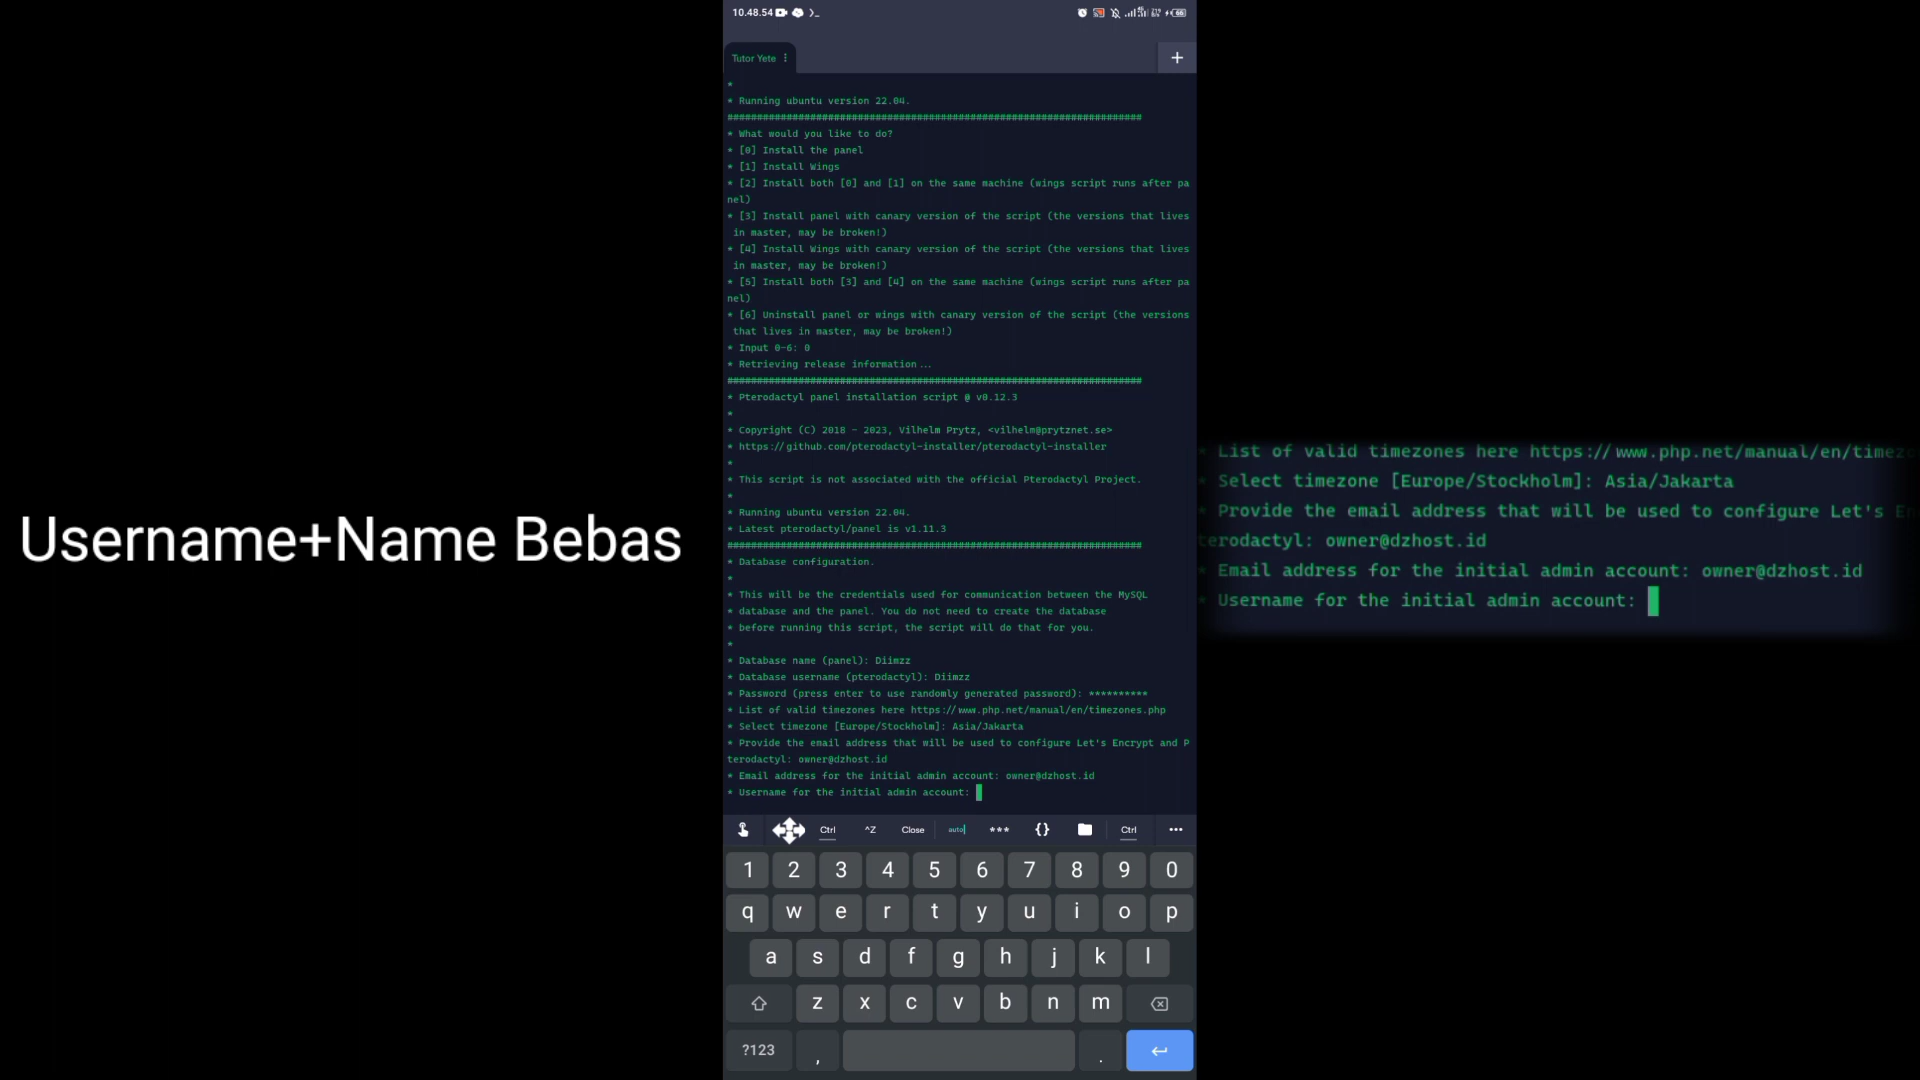 10.48.54
Tutor Yete
*
* Running ubuntu version 22.04.
######################################################################
* What would you like to do?
* [0] Install the panel
* [1] Install Wings
* [2] Install both [0] and [1] on the same machine (wings script runs after pa
nel)
* [3] Install panel with canary version of the script (the versions that lives
in master, may be broken!)
* [4] Install Wings with canary version of the script (the versions that lives
in master, may be broken!)
* [5] Install both [3] and [4] on the same machine (wings script runs after pa
nel)
* [6] Uninstall panel or wings with canary version of the script (the versions
that lives in master, may be broken!)
* Input 0-6: 0
* Retrieving release information...
######################################################################
* Pterodactyl panel installation script @ v0.12.3
*
* Copyright (C) 2018 - 2023, Vilhelm Prytz, <vilhelm@prytznet.se>
* https://github.com/pterodactyl-installer/pterodactyl-installer
*
* This script is not associated with the official Pterodactyl Project.
*
* Running ubuntu version 22.04.
* Latest pterodactyl/panel is v1.11.3
######################################################################
* Database configuration.
*
* This will be the credentials used for communication between the MySQL
* database and the panel. You do not need to create the database
* before running this script, the script will do that for you.
*
* Database name (panel): Diimzz
* Database username (pterodactyl): Diimzz
* Password (press enter to use randomly generated password): **********
* List of valid timezones here https://www.php.net/manual/en/timezones.php
* Select timezone [Europe/Stockholm]: Asia/Jakarta
* Provide the email address that will be used to configure Let's Encrypt and P
terodactyl: owner@dzhost.id
* Email address for the initial admin account: owner@dzhost.id
* Username for the initial admin account:
Ctrl ^Z Close auto *** {} Ctrl
1 2 3 4 5 6 7 8 9 0
q w e r t y u i o p
a s d f g h j k l
z x c v b n m
?123 , .
Username+Name Bebas
* List of valid timezones here https://www.php.net/manual/en/timezo
* Select timezone [Europe/Stockholm]: Asia/Jakarta
* Provide the email address that will be used to configure Let's En
terodactyl: owner@dzhost.id
* Email address for the initial admin account: owner@dzhost.id
* Username for the initial admin account: